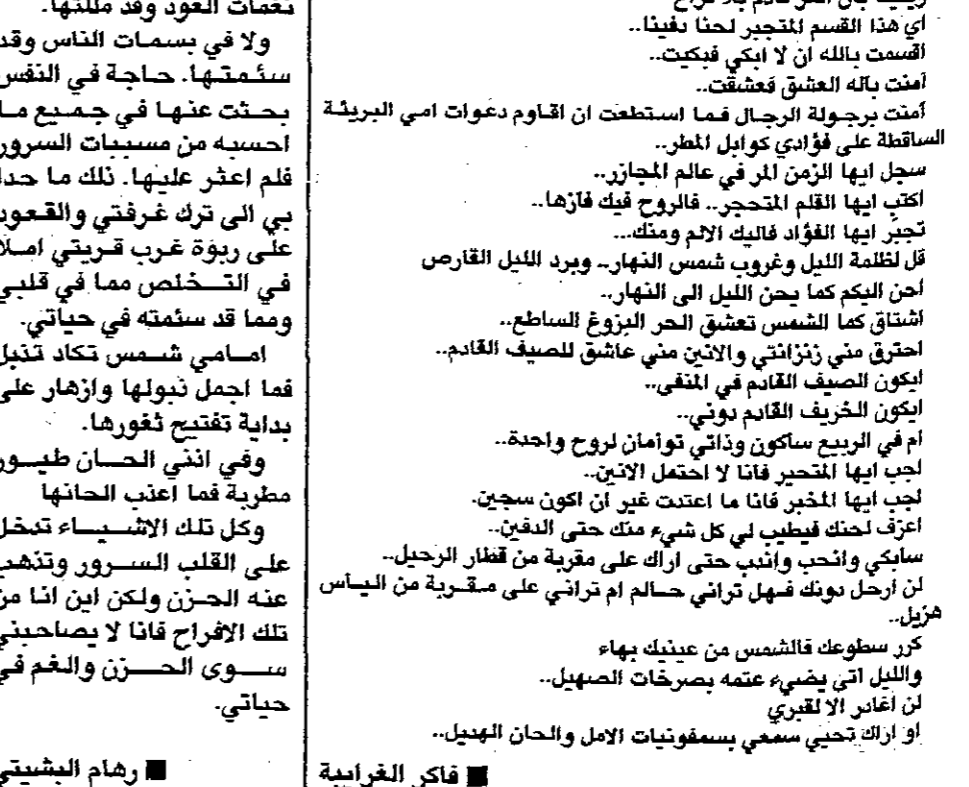 اي هذا القسم المتجبر لحنا دفينا..
اقسمت بالله ان لا ابكي فبكيت..
آمنت بآله العشق فعشقت..
آمنت برجولة الرجال فما استطعت ان اقاوم دعوات امي البريئة
الساقطة على فؤادي كوابل المطر..
سجل ايها الزمن المر في عالم المجازر..
اكتب ايها القلم المتحجر.. فالروح فيك فآزها..
تجبر ايها الفؤاد فاليك الالم ومنك...
قل لظلمة الليل وغروب شمس النهار.. وبرد الليل القارص
احن اليكم كما يحن الليل الى النهار..
اشتاق كما الشمس تعشق الحر البزوغ الساطع..
احترق مني زنزانتي والانين مني عاشق للصيف القادم..
ايكون الصيف القادم في المنفى..
ايكون الخريف القادم دوني..
ام في الربيع ساكون وذاتي توأمان لروح واحدة..
اجب ايها المتحير فانا لا احتمل الانين..
اجب ايها المخبر فانا ما اعتدت غير ان اكون سجين.
اعزف لحنك فيطيب لي كل شيء منك حتى الدفين..
سابكي وانحب واندب حتى اراك على مقربة من قطار الرحيل..
لن ارحل دونك فهل تراني حالم ام تراني على مقربة من اليأس
هزيل..
كرر سطوعك فالشمس من عينيك بهاء
والليل اتى يضيء عتمه بصرخات الصهيل..
لن اغادر الا لقبري
او اراك تحيي سمعي بسمفونيات الامل والحان الهديل..
■ فاكر الغرايبة
نغمات العود وقد مللتها.
ولا في بسمات الناس وقد
سئمتها. حاجة في النفس
بحثت عنها في جميع ما
احسبه من مسببات السرور
فلم اعثر عليها. ذلك ما حدا
بي الى ترك غرفتي والقعود
على ربوة غرب قريتي املا
في التخلص مما في قلبي
ومما قد سئمته في حياتي.
امامي شمس تكاد تذبل
فما اجمل ذبولها وازهار على
بداية تفتيح ثغورها.
وفي انني الحان طيور
مطربة فما اعذب الحانها
وكل تلك الاشياء تدخل
على القلب السرور وتذهب
عنه الحزن ولكن اين انا من
تلك الافراح فانا لا يصاحبني
سوى الحزن والغم في
حياتي.
■ رهام البشيتي